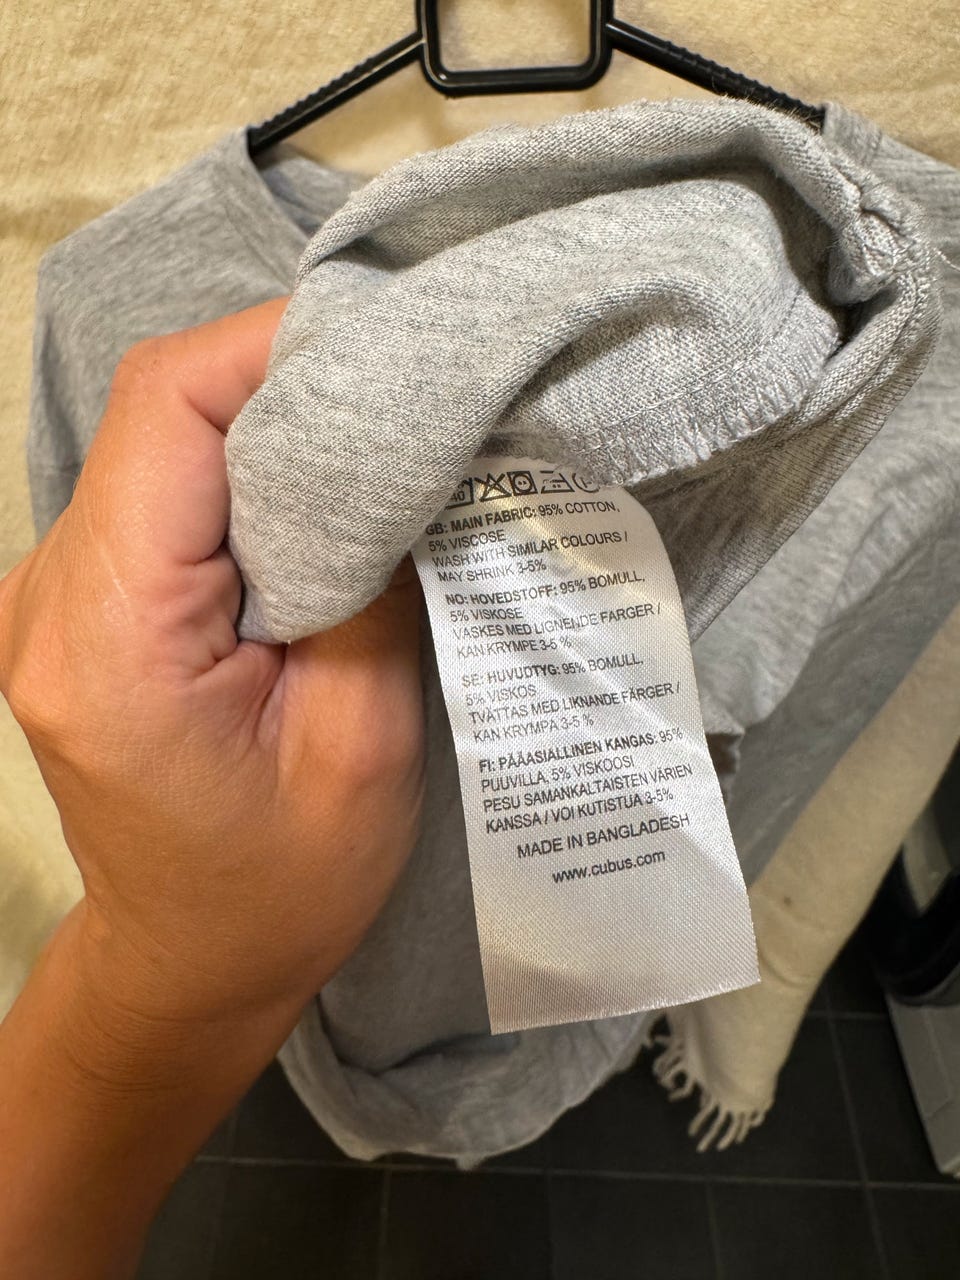 40
GB: MAIN FABRIC: 95% COTTON,
5% VISCOSE
WASH WITH SIMILAR COLOURS /
MAY SHRINK 3-5%
NO: HOVEDSTOFF: 95% BOMULL,
5% VISKOSE
VASKES MED LIGNENDE FARGER /
KAN KRYMPE 3-5 %
SE: HUVUDTYG: 95% BOMULL,
5% VISKOS
TVÄTTAS MED LIKNANDE FÄRGER /
KAN KRYMPA 3-5 %
FI: PÄÄASIALLINEN KANGAS: 95%
PUUVILLA, 5% VISKOOSI
PESU SAMANKALTAISTEN VÄRIEN
KANSSA / VOI KUTISTUA 3-5%
MADE IN BANGLADESH
www.cubus.com